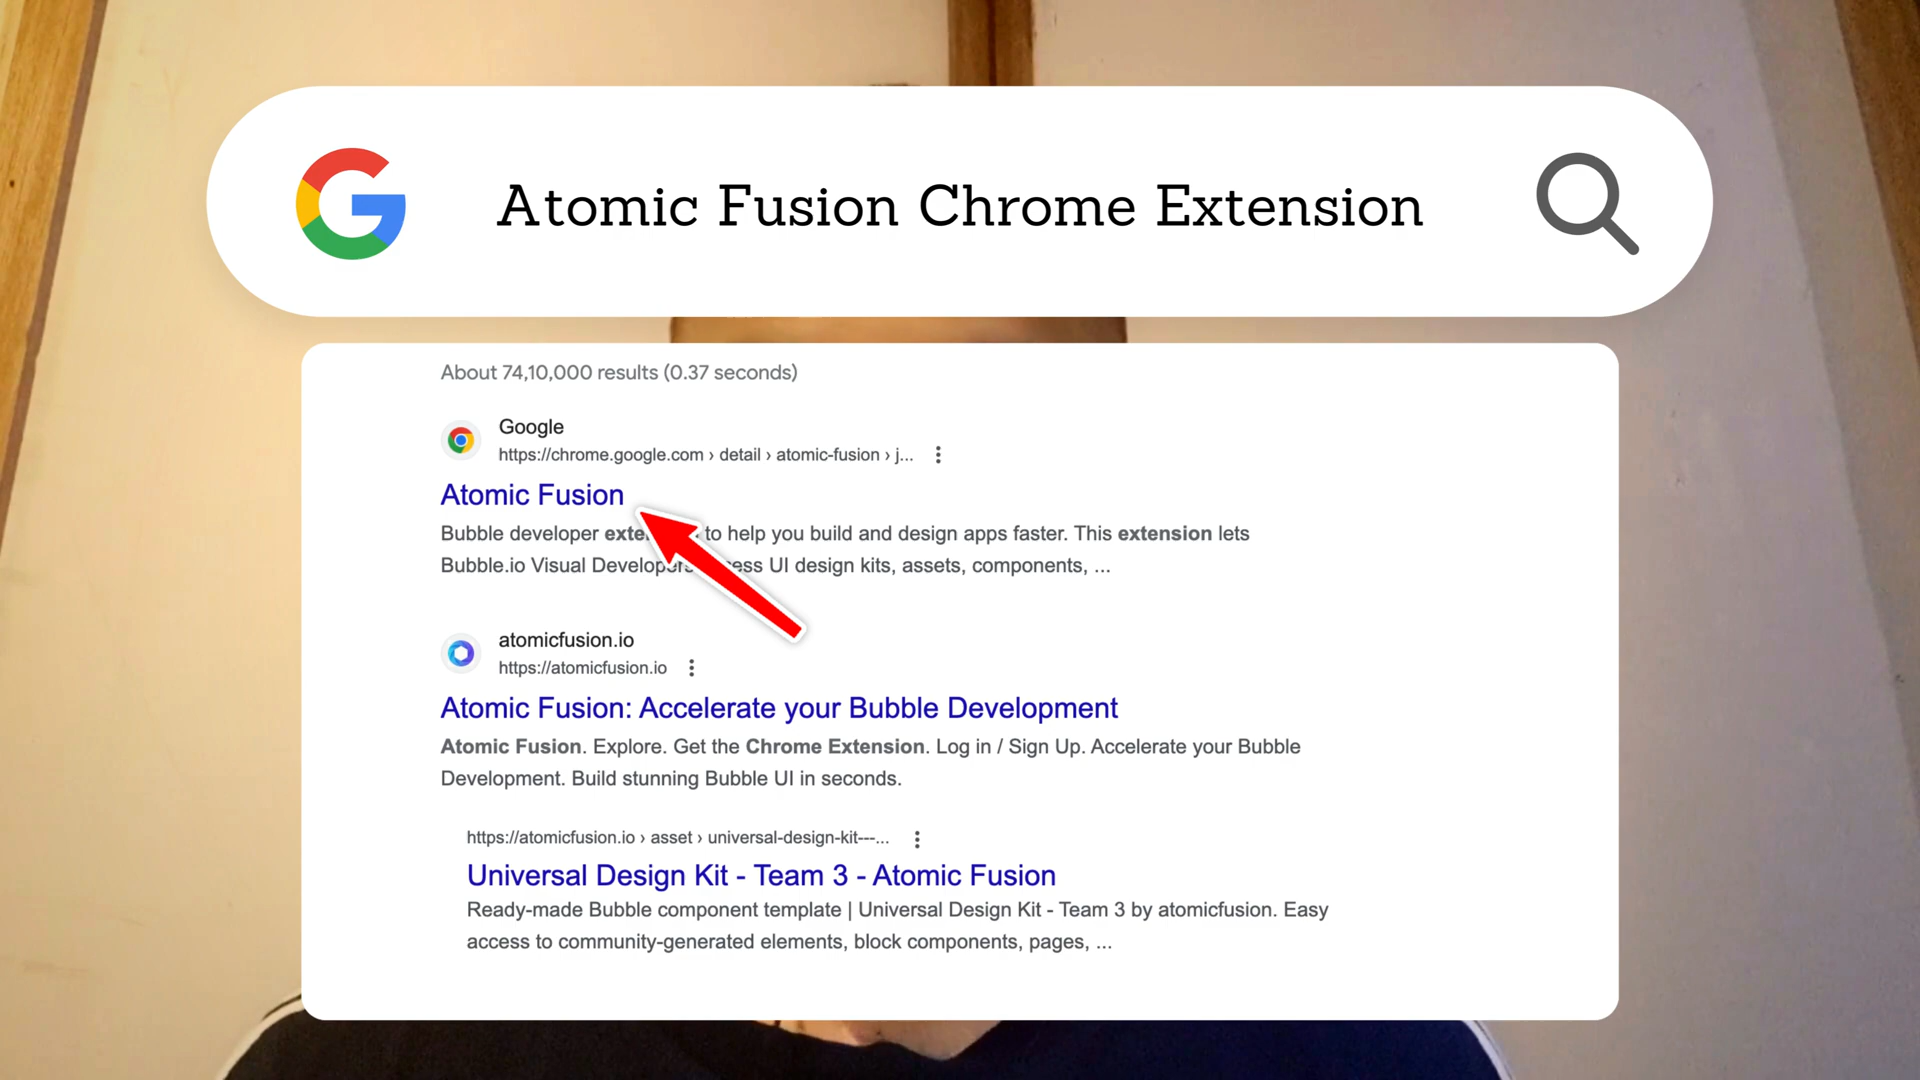 Atomic Fusion Chrome Extension
About 74,10,000 results (0.37 seconds)
Google
https://chrome.google.com › detail › atomic-fusion › j...
Atomic Fusion
Bubble developer to help you build and design apps faster. This extension lets
Bubble.io Visual UI design kits, assets, components, ...
atomicfusion.io
https://atomicfusion.io
Atomic Fusion: Accelerate your Bubble Development
Atomic Fusion. Explore. Get the Chrome Extension. Log in / Sign Up. Accelerate your Bubble
Development. Build stunning Bubble UI in seconds.
https://atomicfusion.io › asset › universal-design-kit---...
Universal Design Kit - Team 3 - Atomic Fusion
Ready-made Bubble component template | Universal Design Kit - Team 3 by atomicfusion. Easy
access to community-generated elements, block components, pages, ...